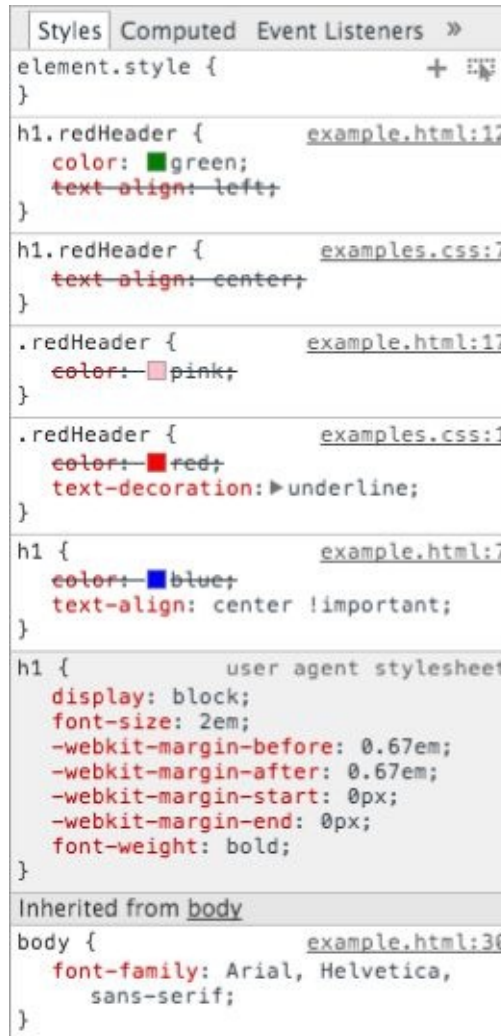 Styles Computed Event Listeners »
element.style {
}
h1.redHeader { example.html:12
color: green;
text-align: left;
}
h1.redHeader { examples.css:7
text-align: center;
}
.redHeader { example.html:17
color: pink;
}
.redHeader { examples.css:1
color: red;
text-decoration:▶underline;
}
h1 { example.html:7
color: blue;
text-align: center !important;
}
h1 { user agent stylesheet
display: block;
font-size: 2em;
-webkit-margin-before: 0.67em;
-webkit-margin-after: 0.67em;
-webkit-margin-start: 0px;
-webkit-margin-end: 0px;
font-weight: bold;
}
Inherited from body
body { example.html:30
font-family: Arial, Helvetica,
sans-serif;
}